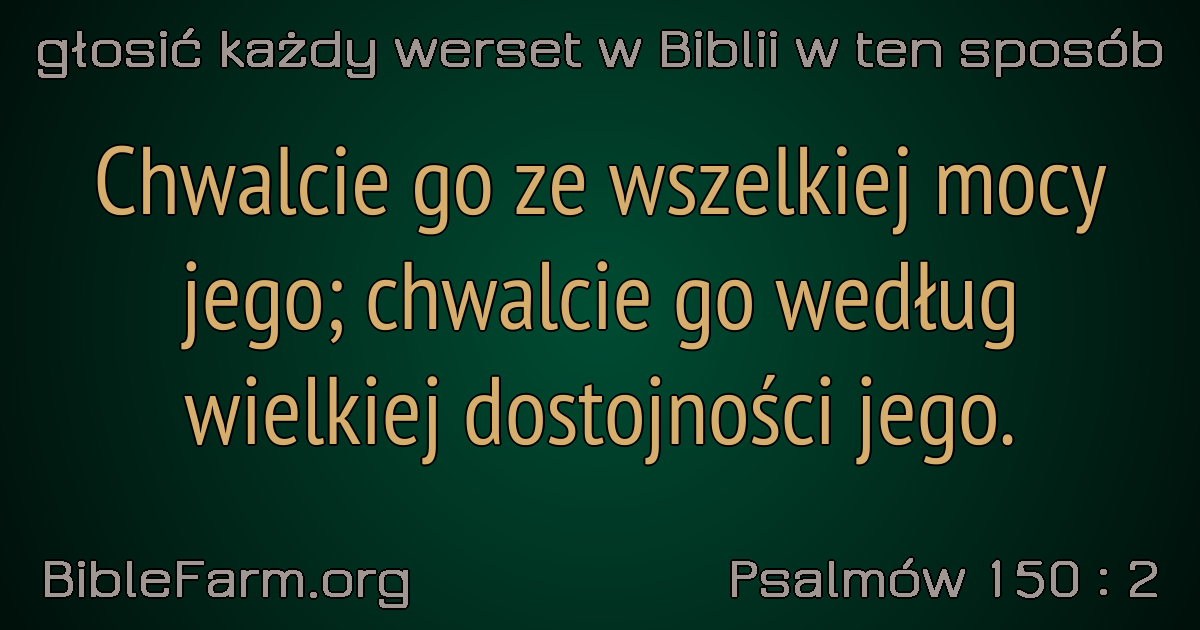 głosić każdy werset w Biblii w ten sposób
Chwalcie go ze wszelkiej mocy
jego; chwalcie go według
wielkiej dostojności jego.
BibleFarm.org
Psalmów 150 : 2